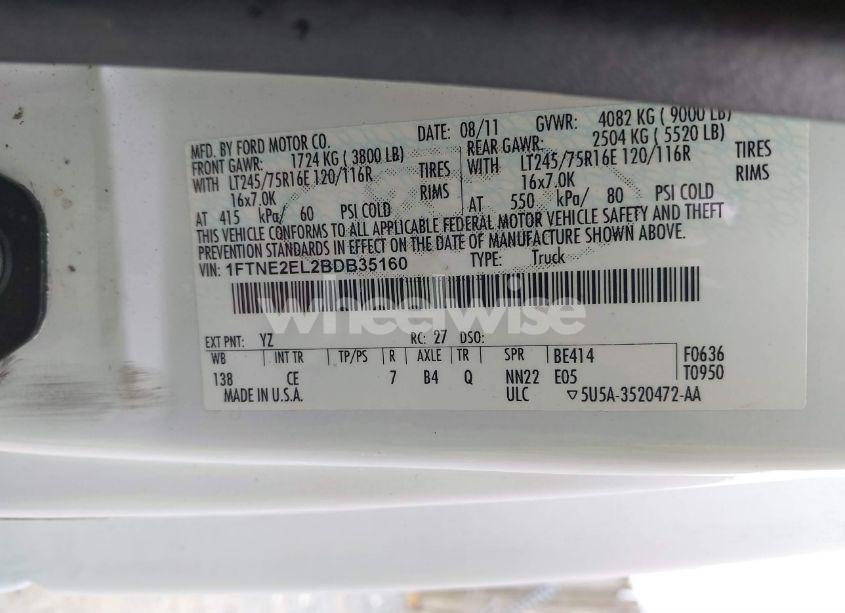 MFD. BY FORD MOTOR CO. DATE: 08/11 GVWR: 4082 KG ( 9000 LB)
FRONT GAWR: 1724 KG ( 3800 LB) REAR GAWR: 2504 KG ( 5520 LB)
WITH LT245/75R16E 120/116R TIRES WITH LT245/75R16E 120/116R TIRES
16x7.0K RIMS 16x7.0K RIMS
AT 415 kPa/ 60 PSI COLD AT 550 kPa/ 80 PSI COLD
THIS VEHICLE CONFORMS TO ALL APPLICABLE FEDERAL MOTOR VEHICLE SAFETY AND THEFT
PREVENTION STANDARDS IN EFFECT ON THE DATE OF MANUFACTURE SHOWN ABOVE.
VIN: 1FTNE2EL2BDB35160 TYPE: Truck
wheelwise
EXT PNT: YZ RC: 27 DSO:
WB INT TR TP/PS R AXLE TR SPR BE414 F0636
138 CE 7 B4 Q NN22 E05 T0950
MADE IN U.S.A. ULC ▽5U5A-3520472-AA